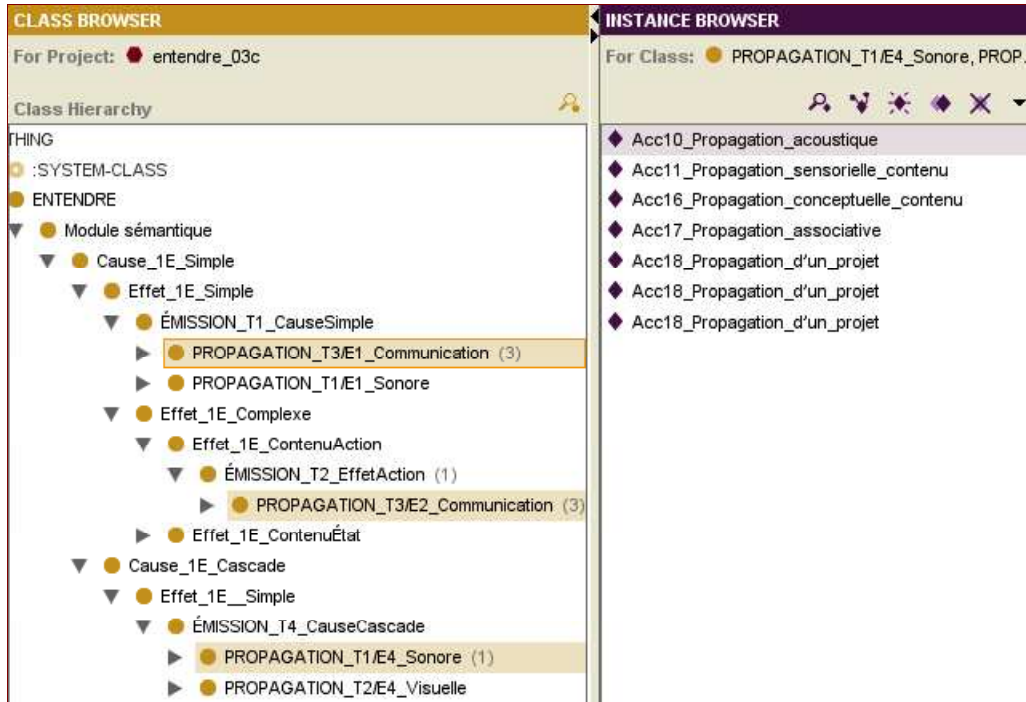 CLASS BROWSER
For Project: entendre_03c
Class Hierarchy
THING
:SYSTEM-CLASS
ENTENDRE
Module sémantique
Cause_1E_Simple
Effet_1E_Simple
ÉMISSION_T1_CauseSimple
PROPAGATION_T3/E1_Communication (3)
PROPAGATION_T1/E1_Sonore
Effet_1E_Complexe
Effet_1E_ContenuAction
ÉMISSION_T2_EffetAction (1)
PROPAGATION_T3/E2_Communication (3)
Effet_1E_ContenuÉtat
Cause_1E_Cascade
Effet_1E__Simple
ÉMISSION_T4_CauseCascade
PROPAGATION_T1/E4_Sonore (1)
PROPAGATION_T2/E4_Visuelle
INSTANCE BROWSER
For Class: PROPAGATION_T1/E4_Sonore, PROP.
Acc10_Propagation_acoustique
Acc11_Propagation_sensorielle_contenu
Acc16_Propagation_conceptuelle_contenu
Acc17_Propagation_associative
Acc18_Propagation_d'un_projet
Acc18_Propagation_d'un_projet
Acc18_Propagation_d'un_projet